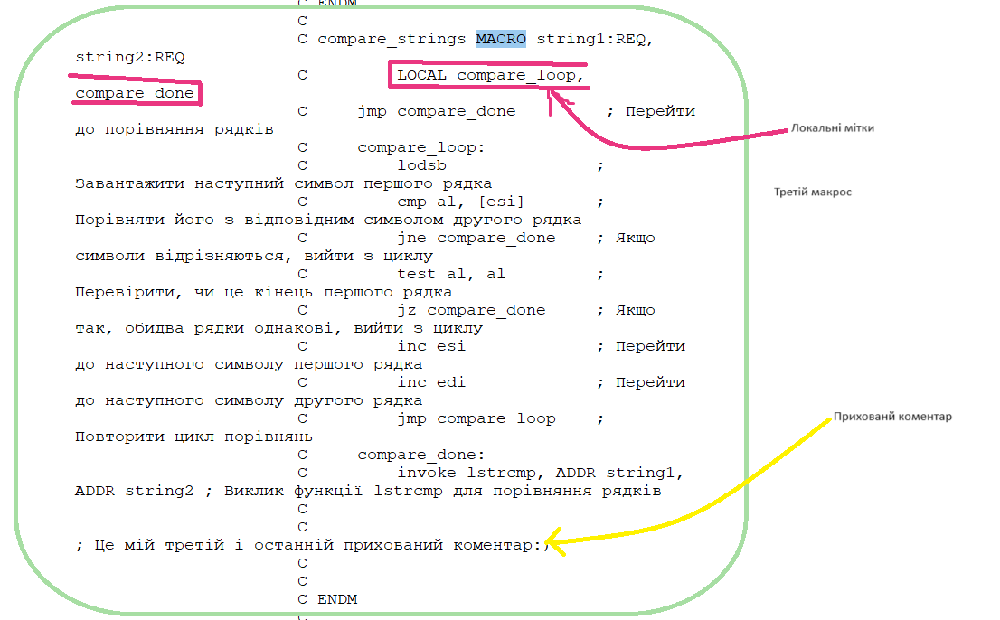 C ENDM
C
C compare_strings MACRO string1:REQ,
string2:REQ
C LOCAL compare_loop,
compare_done
C jmp compare_done ; Перейти
до порівняння рядків
C compare_loop:
C lodsb ;
Завантажити наступний символ першого рядка
C cmp al, [esi] ;
Порівняти його з відповідним символом другого рядка
C jne compare_done ; Якщо
символи відрізняються, вийти з циклу
C test al, al ;
Перевірити, чи це кінець першого рядка
C jz compare_done ; Якщо
так, обидва рядки однакові, вийти з циклу
C inc esi ; Перейти
до наступного символу першого рядка
C inc edi ; Перейти
до наступного символу другого рядка
C jmp compare_loop ;
Повторити цикл порівнянь
C compare_done:
C invoke lstrcmp, ADDR string1,
ADDR string2 ; Виклик функції lstrcmp для порівняння рядків
C
C
; Це мій третій і останній прихований коментар:)
C
C
C ENDM
C
Локальні мітки
Третій макрос
Прихованй коментар